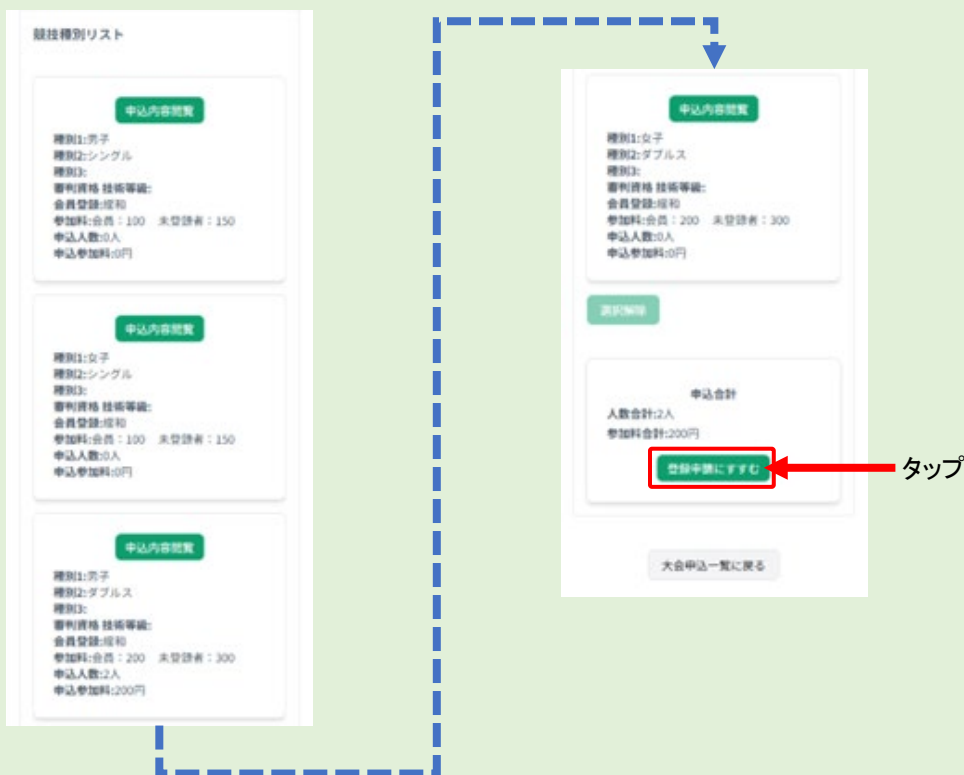 競技種別リスト
申込内容閲覧
種別1:男子
種別2:シングル
種別3:
審判資格 技術等級:
会員登録:緩和
参加料:会員：100 未登録者：150
申込人数:0人
申込参加料:0円
申込内容閲覧
種別1:女子
種別2:シングル
種別3:
審判資格 技術等級:
会員登録:緩和
参加料:会員：100 未登録者：150
申込人数:0人
申込参加料:0円
申込内容閲覧
種別1:男子
種別2:ダブルス
種別3:
審判資格 技術等級:
会員登録:緩和
参加料:会員：200 未登録者：300
申込人数:2人
申込参加料:200円
申込内容閲覧
種別1:女子
種別2:ダブルス
種別3:
審判資格 技術等級:
会員登録:緩和
参加料:会員：200 未登録者：300
申込人数:0人
申込参加料:0円
選択解除
申込合計
人数合計:2人
参加料合計:200円
登録申請にすすむ
タップ
大会申込一覧に戻る